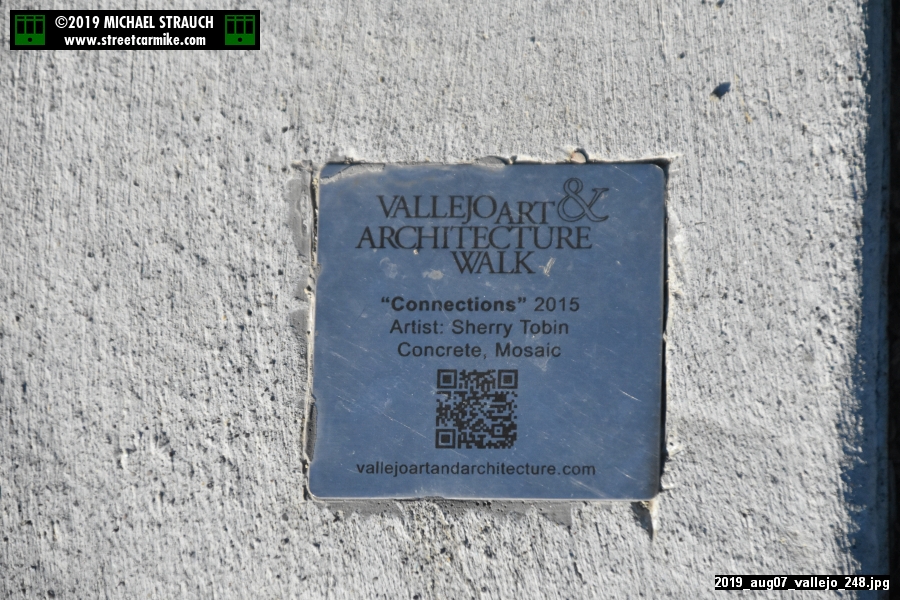 ©2019 MICHAEL STRAUCH
www.streetcarmike.com
VALLEJO ART &
ARCHITECTURE
WALK
“Connections” 2015
Artist: Sherry Tobin
Concrete, Mosaic
vallejoartandarchitecture.com
2019_aug07_vallejo_248.jpg